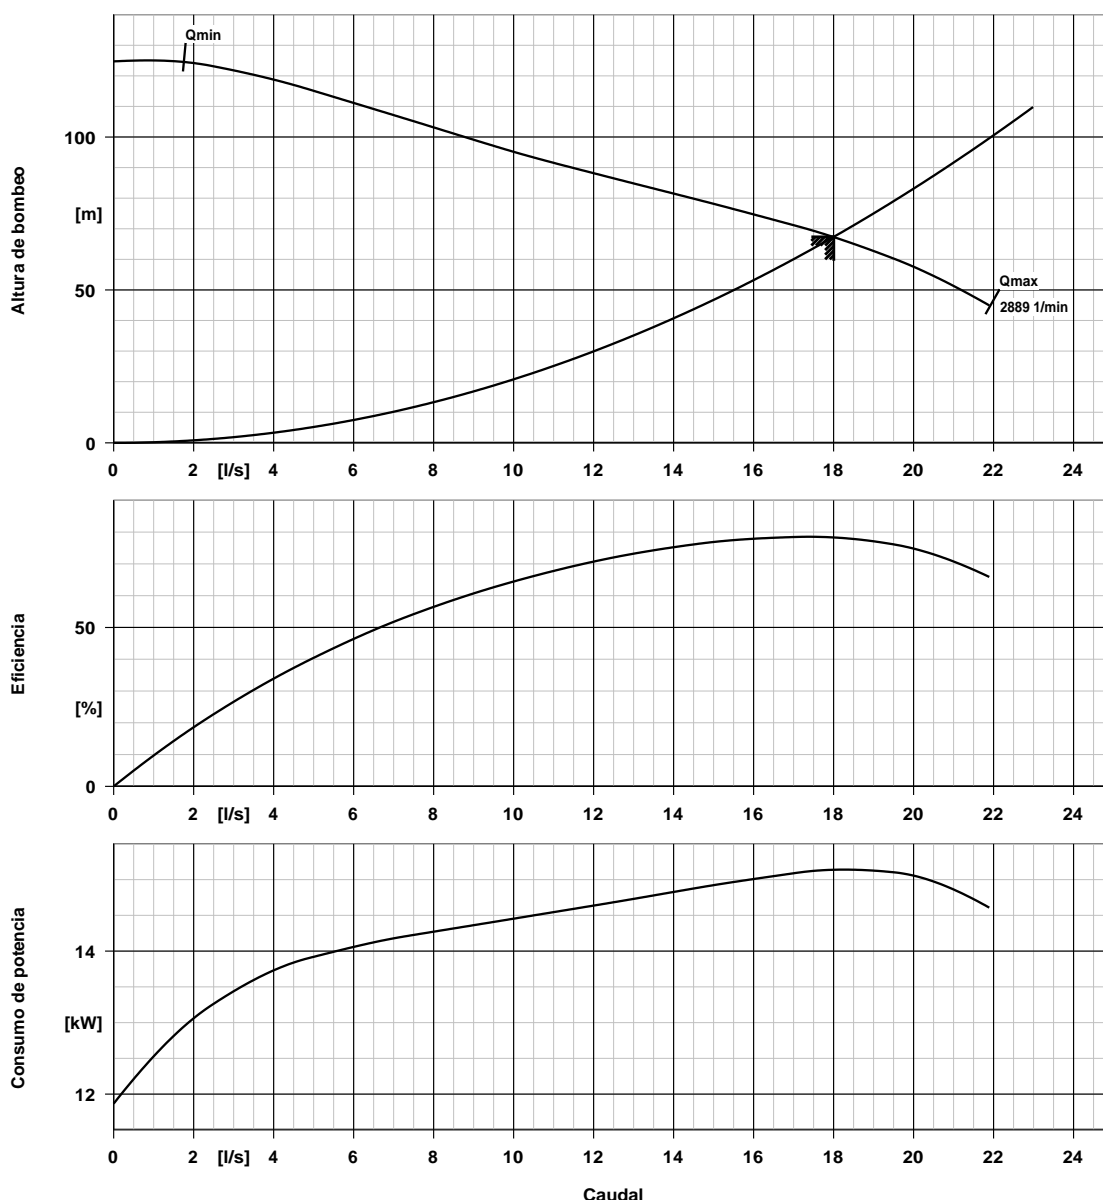 Qmin
100
Altura de bombeo
[m]
50
Qmax
2889 1/min
0
0 2 [l/s] 4 6 8 10 12 14 16 18 20 22 24
50
Eficiencia
[%]
0
0 2 [l/s] 4 6 8 10 12 14 16 18 20 22 24
14
Consumo de potencia
[kW]
12
0 2 [l/s] 4 6 8 10 12 14 16 18 20 22 24
Caudal